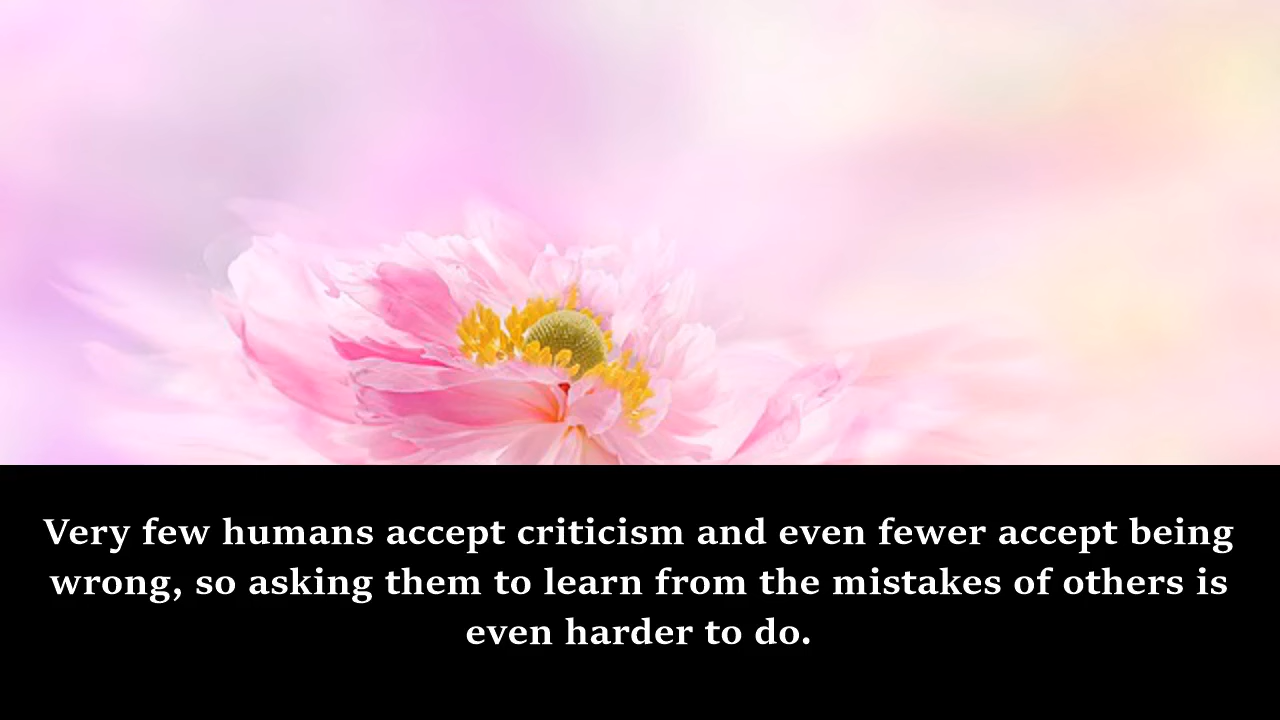 Very few humans accept criticism and even fewer accept being
wrong, so asking them to learn from the mistakes of others is
even harder to do.